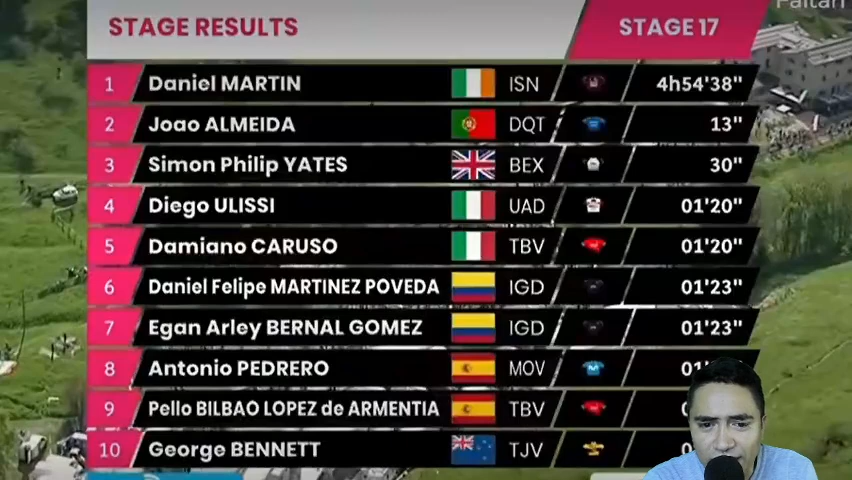 Faltan
STAGE RESULTS STAGE 17
1 Daniel MARTIN ISN 4h54'38"
2 Joao ALMEIDA DQT 13"
3 Simon Philip YATES BEX 30"
4 Diego ULISSI UAD 01'20"
5 Damiano CARUSO TBV 01'20"
6 Daniel Felipe MARTINEZ POVEDA IGD 01'23"
7 Egan Arley BERNAL GOMEZ IGD 01'23"
8 Antonio PEDRERO MOV 01'
9 Pello BILBAO LOPEZ de ARMENTIA TBV
10 George BENNETT TJV